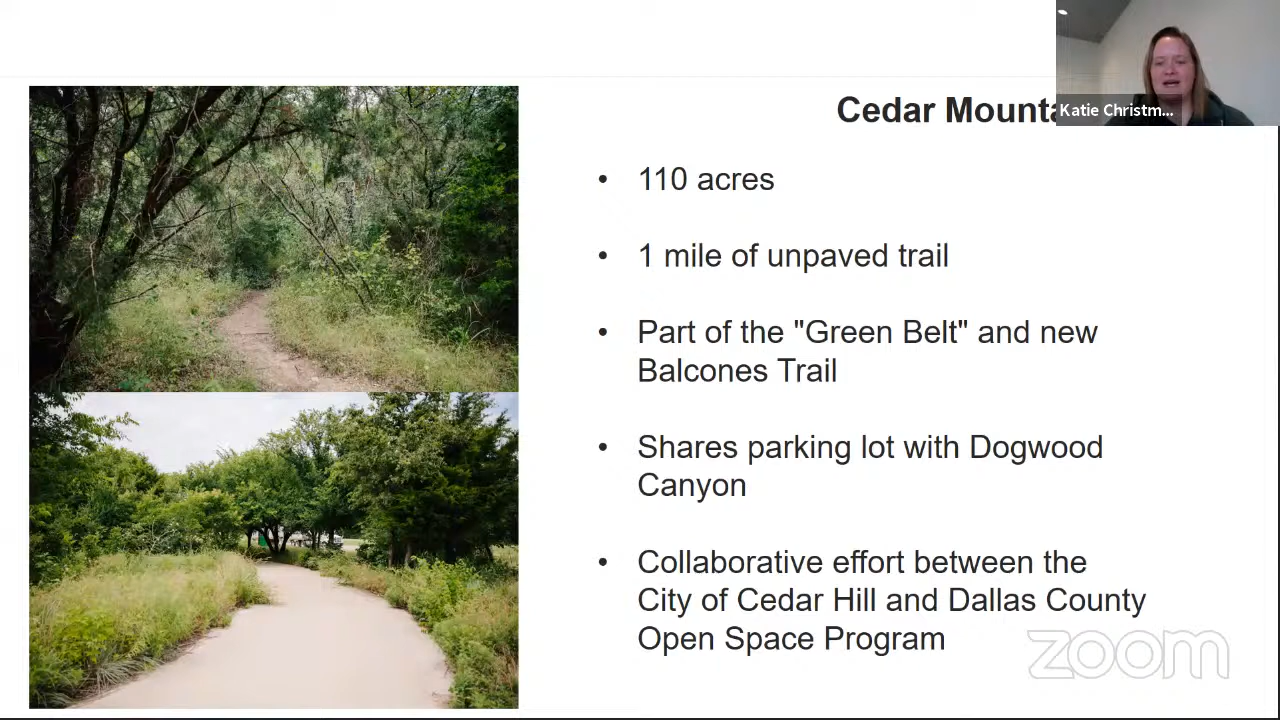 Cedar Mounta
Katie Christm...
• 110 acres
• 1 mile of unpaved trail
• Part of the "Green Belt" and new
Balcones Trail
• Shares parking lot with Dogwood
Canyon
• Collaborative effort between the
City of Cedar Hill and Dallas County
Open Space Program
zoom